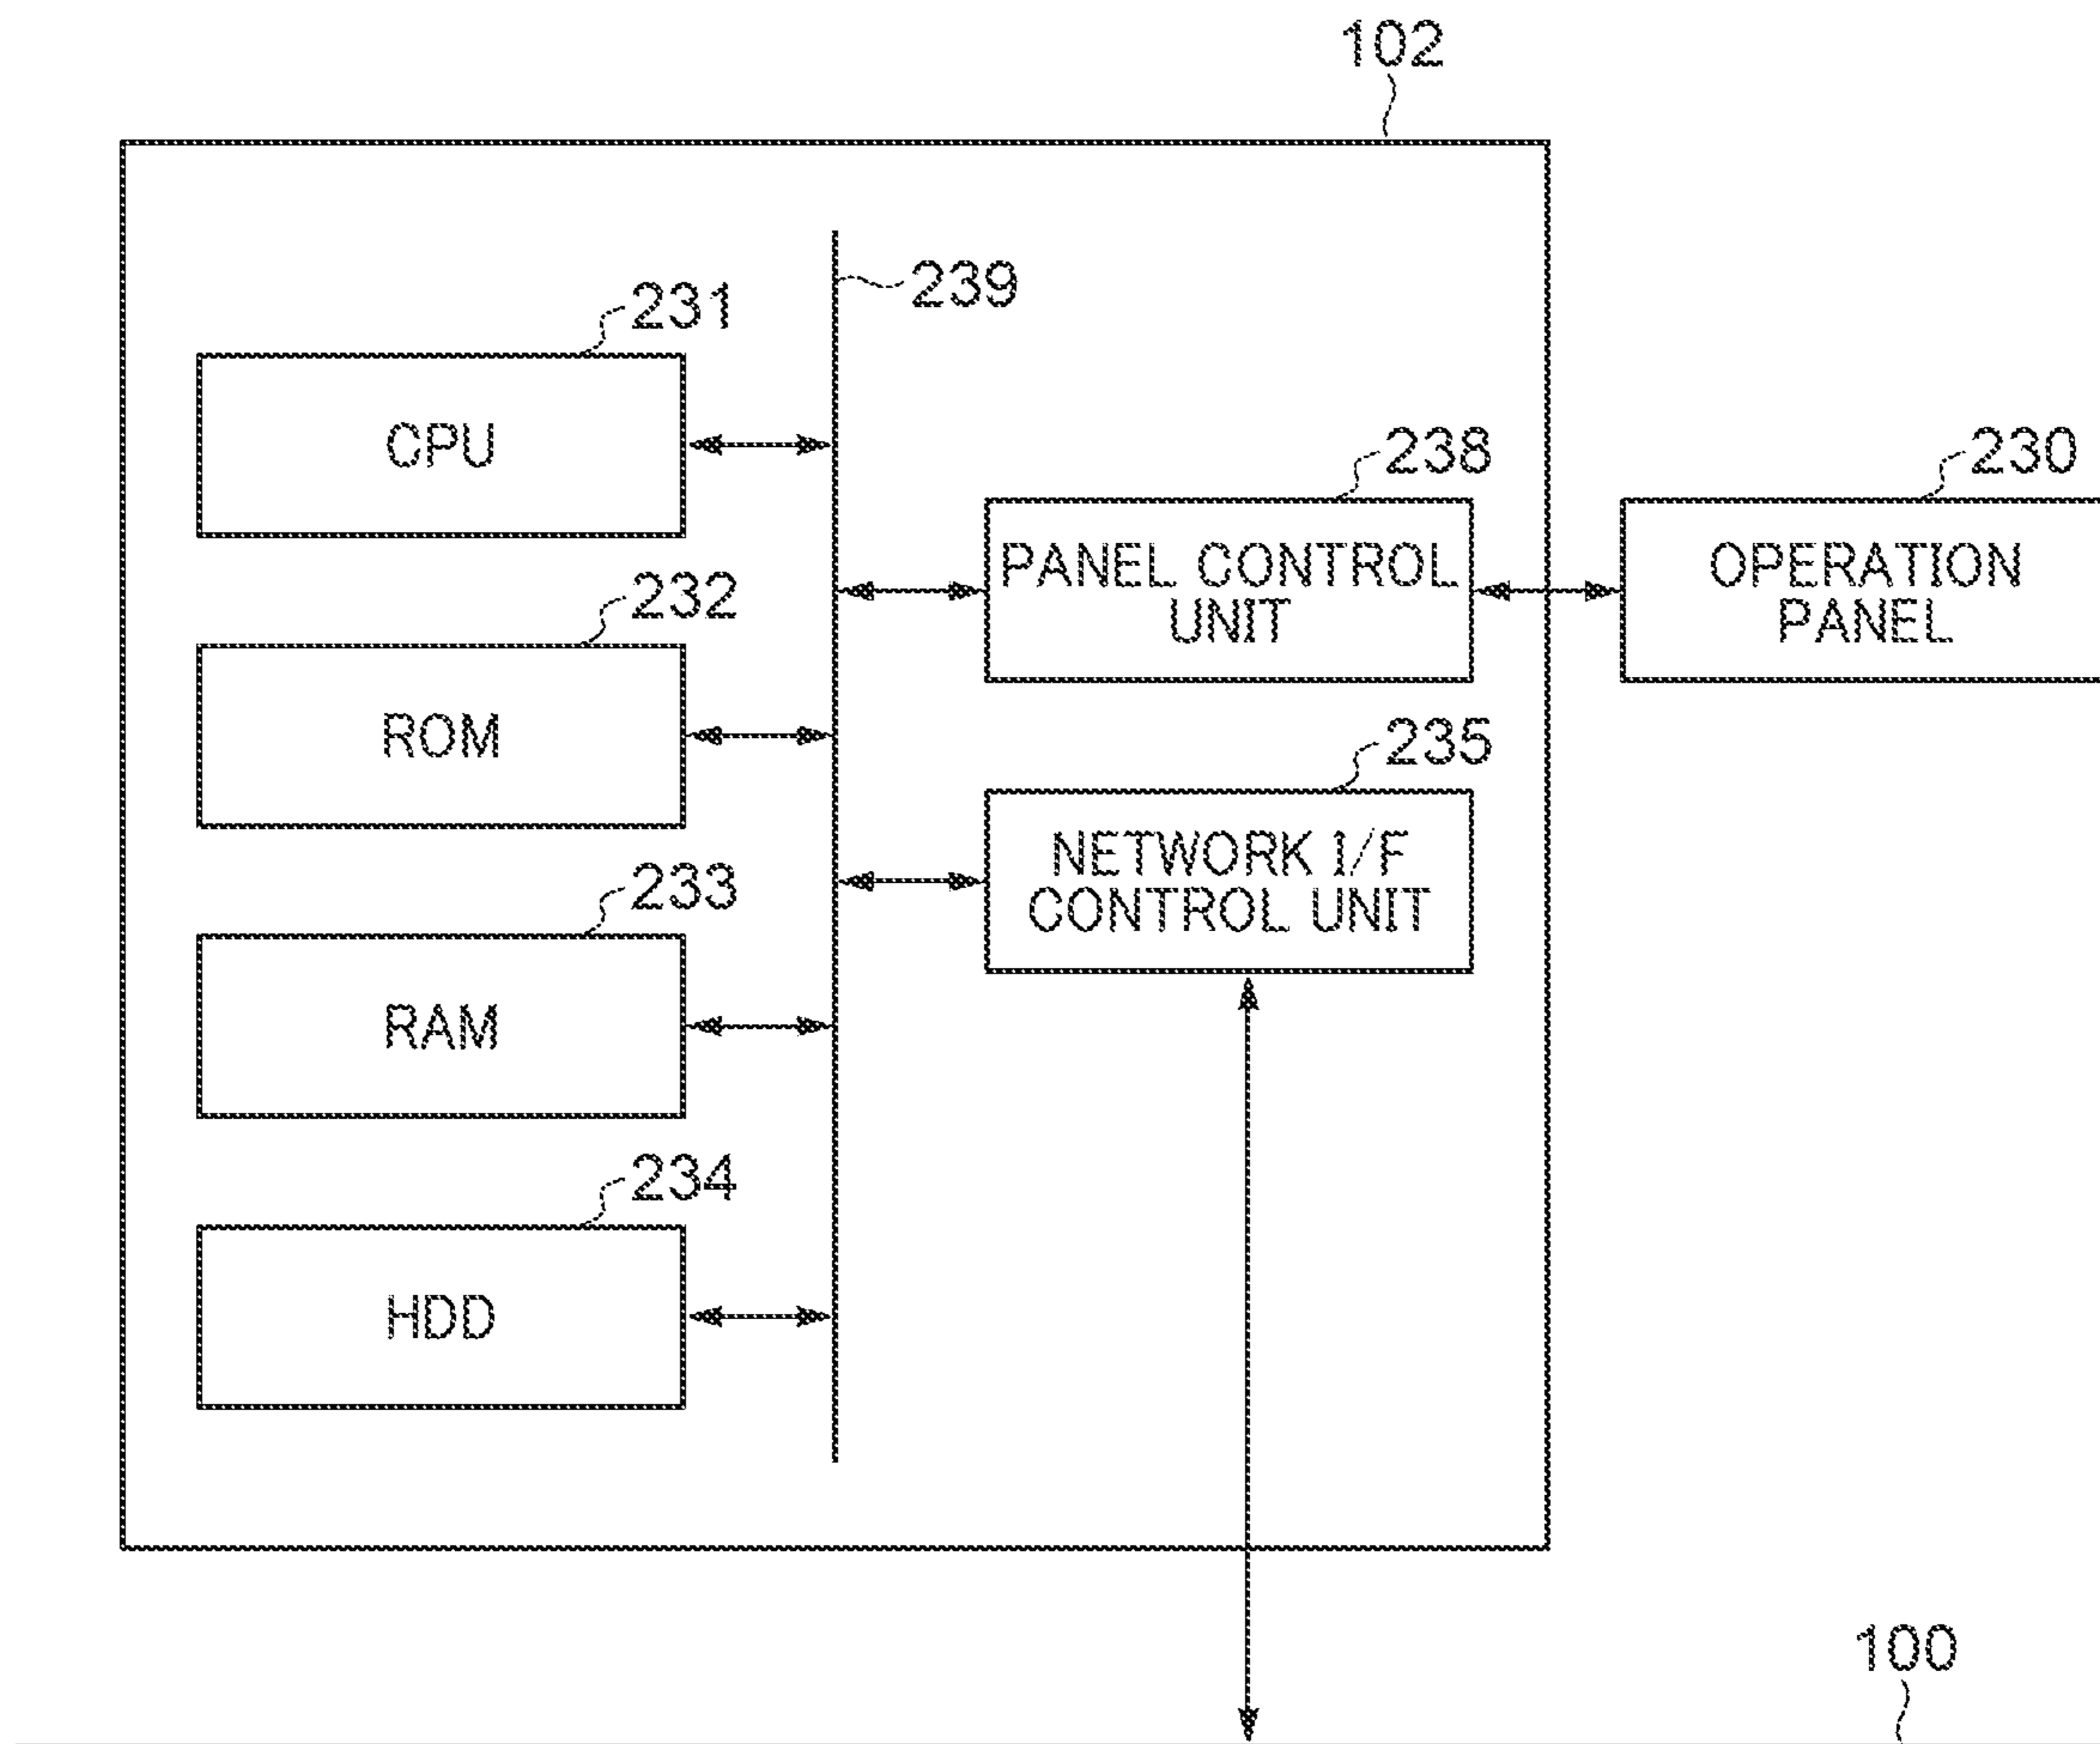 102
239
231
CPU
238
PANEL CONTROL
UNIT
230
OPERATION
PANEL
232
ROM
235
NETWORK I/F
CONTROL UNIT
233
RAM
234
HDD
100